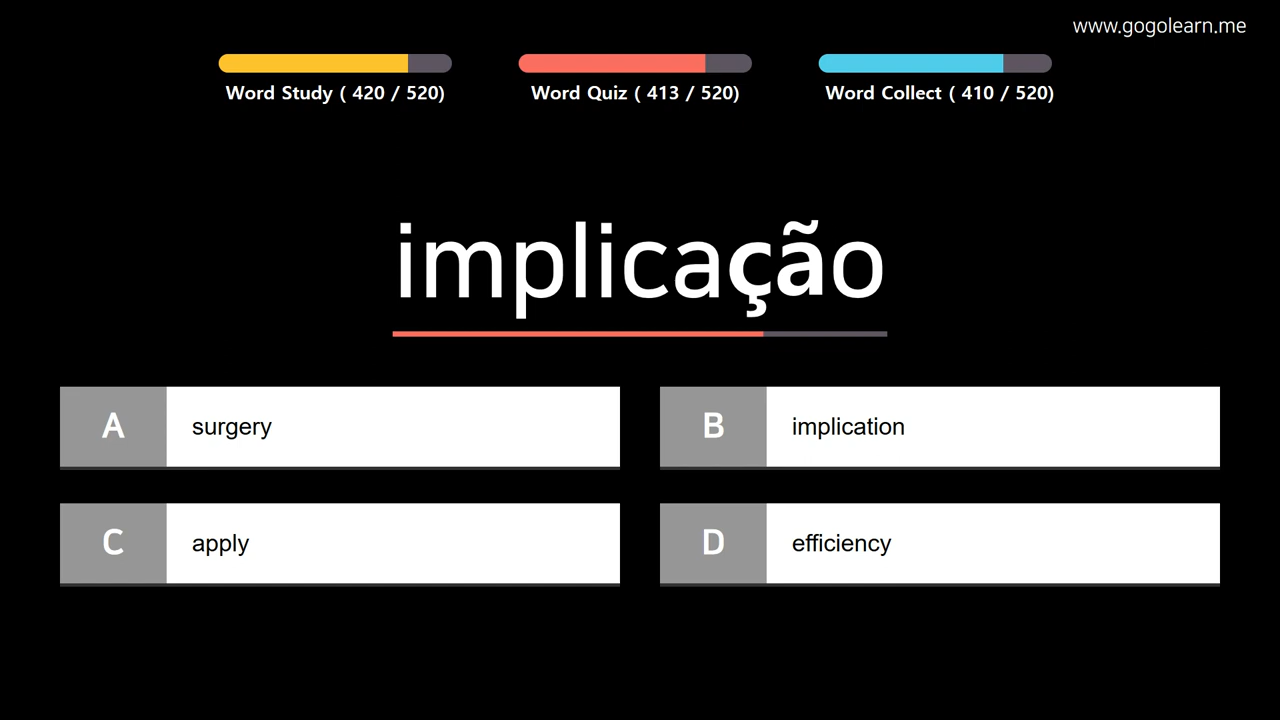 www.gogolearn.me
Word Study ( 420 / 520)
Word Quiz ( 413 / 520)
Word Collect ( 410 / 520)
implicação
A surgery
B implication
C apply
D efficiency